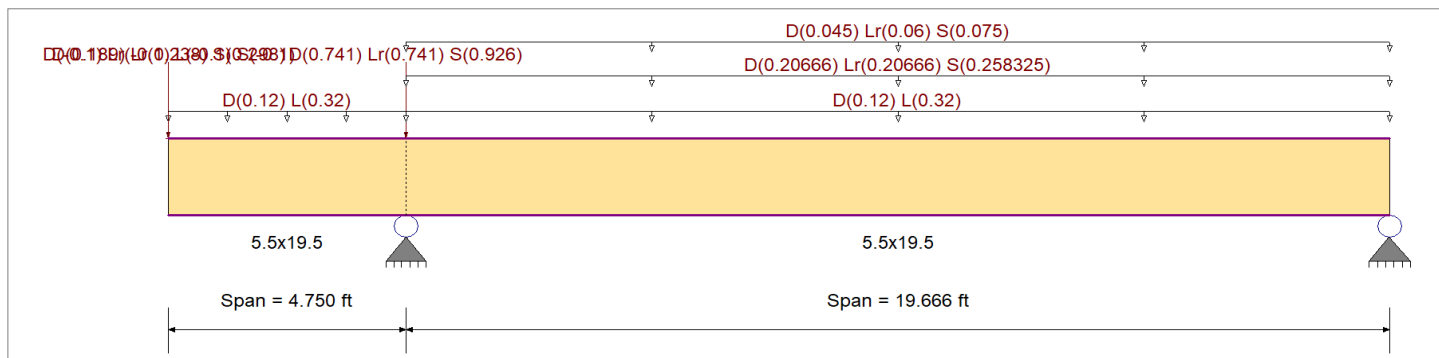 D(0.045) Lr(0.06) S(0.075)
D(0.741) Lr(0.741) S(0.926)
D(0.20666) Lr(0.20666) S(0.258325)
D(0.12) L(0.32)
D(0.12) L(0.32)
5.5x19.5
5.5x19.5
Span = 4.750 ft
Span = 19.666 ft